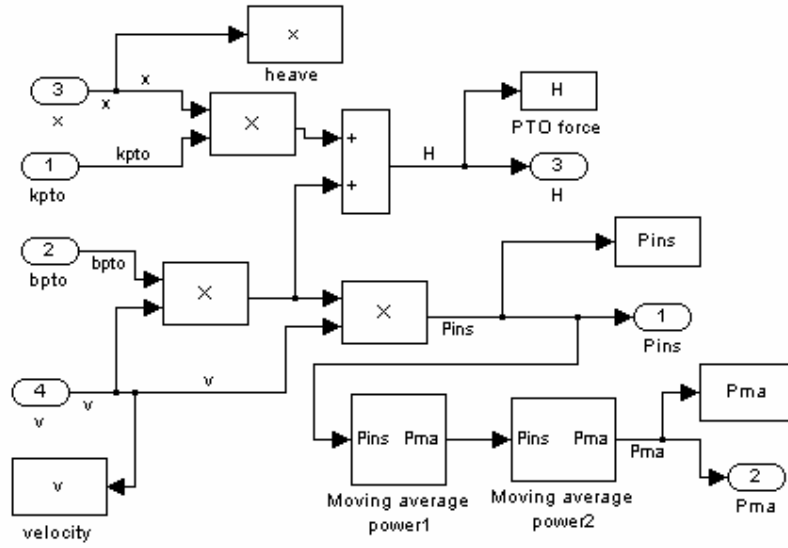 ×
heave
3
x
x
×
×
1
kpto
kpto
+
+
H
H
PTO force
3
H
2
bpto
bpto
×
×
Pins
Pins
1
Pins
4
v
v
v
v
velocity
Pins Pma
Moving average
power1
Pins Pma
Moving average
power2
Pma
Pma
2
Pma